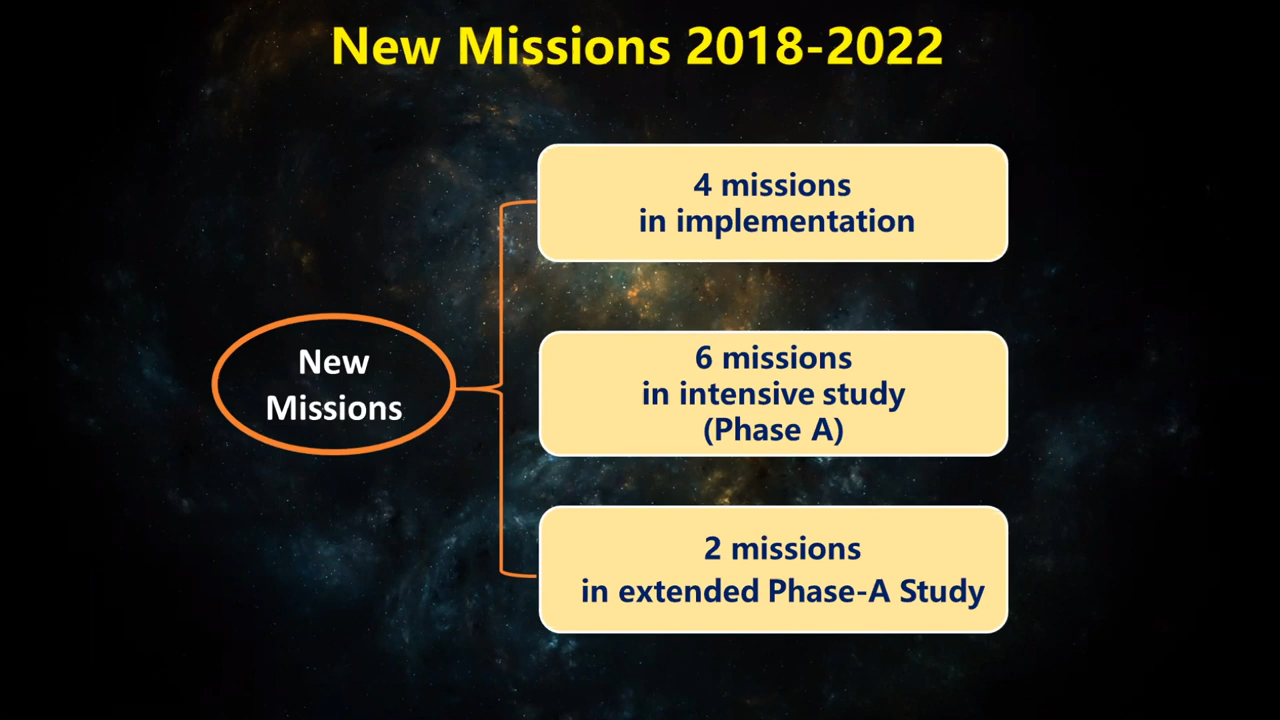 New Missions 2018-2022
New
Missions
4 missions
in implementation
6 missions
in intensive study
(Phase A)
2 missions
in extended Phase-A Study